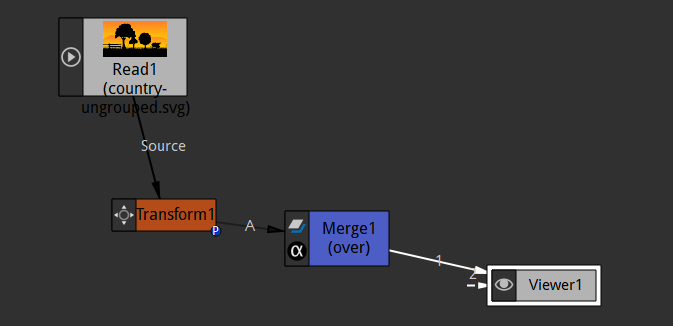 Read1
(country-
ungrouped.svg)
Source
Transform1
P
A
Merge1
(over)
α
1
2
Viewer1